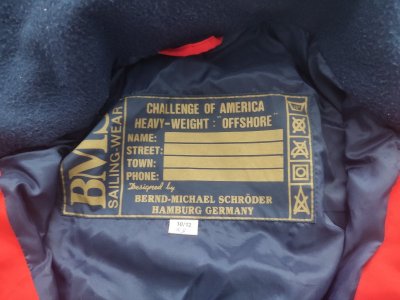 BMS
SAILING-WEAR
CHALLENGE OF AMERICA
HEAVY-WEIGHT: "OFFSHORE"
NAME:
STREET:
TOWN:
PHONE:
Designed by
BERND-MICHAEL SCHRÖDER
HAMBURG GERMANY